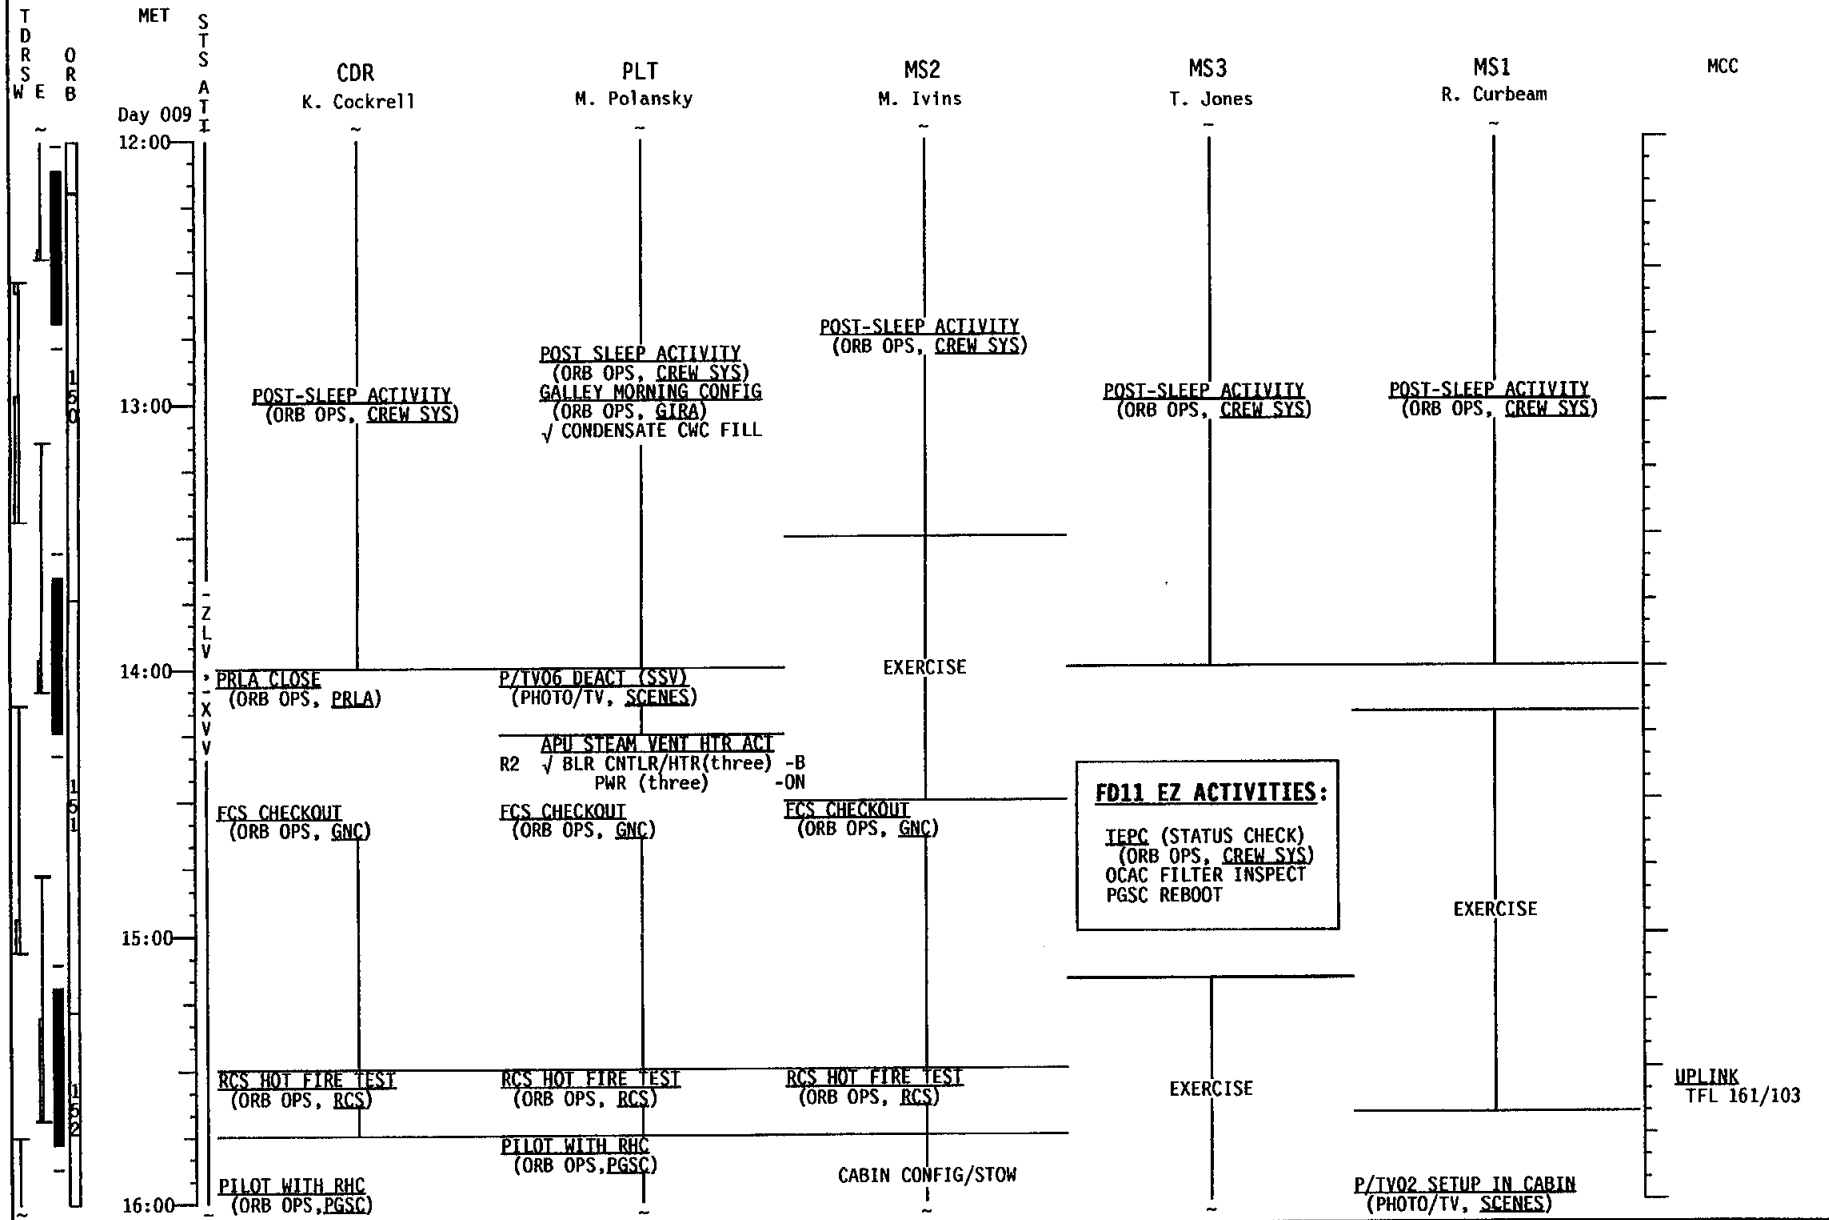 TDRS
W E
ORB
MET
STS ATT
CDR
K. Cockrell
PLT
M. Polansky
MS2
M. Ivins
MS3
T. Jones
MS1
R. Curbeam
MCC
Day 009
12:00
13:00
14:00
15:00
16:00
150
151
152
-ZLV,-XVV
POST-SLEEP ACTIVITY
(ORB OPS, CREW SYS)
PRLA CLOSE
(ORB OPS, PRLA)
FCS CHECKOUT
(ORB OPS, GNC)
RCS HOT FIRE TEST
(ORB OPS, RCS)
PILOT WITH RHC
(ORB OPS,PGSC)
POST SLEEP ACTIVITY
(ORB OPS, CREW SYS)
GALLEY MORNING CONFIG
(ORB OPS, GIRA)
√ CONDENSATE CWC FILL
P/TV06 DEACT (SSV)
(PHOTO/TV, SCENES)
APU STEAM VENT HTR ACT
R2 √ BLR CNTLR/HTR(three) -B
PWR (three) -ON
FCS CHECKOUT
(ORB OPS, GNC)
RCS HOT FIRE TEST
(ORB OPS, RCS)
PILOT WITH RHC
(ORB OPS,PGSC)
POST-SLEEP ACTIVITY
(ORB OPS, CREW SYS)
EXERCISE
FCS CHECKOUT
(ORB OPS, GNC)
RCS HOT FIRE TEST
(ORB OPS, RCS)
CABIN CONFIG/STOW
POST-SLEEP ACTIVITY
(ORB OPS, CREW SYS)
FD11 EZ ACTIVITIES:
TEPC (STATUS CHECK)
(ORB OPS, CREW SYS)
OCAC FILTER INSPECT
PGSC REBOOT
EXERCISE
POST-SLEEP ACTIVITY
(ORB OPS, CREW SYS)
EXERCISE
P/TV02 SETUP IN CABIN
(PHOTO/TV, SCENES)
UPLINK
TFL 161/103